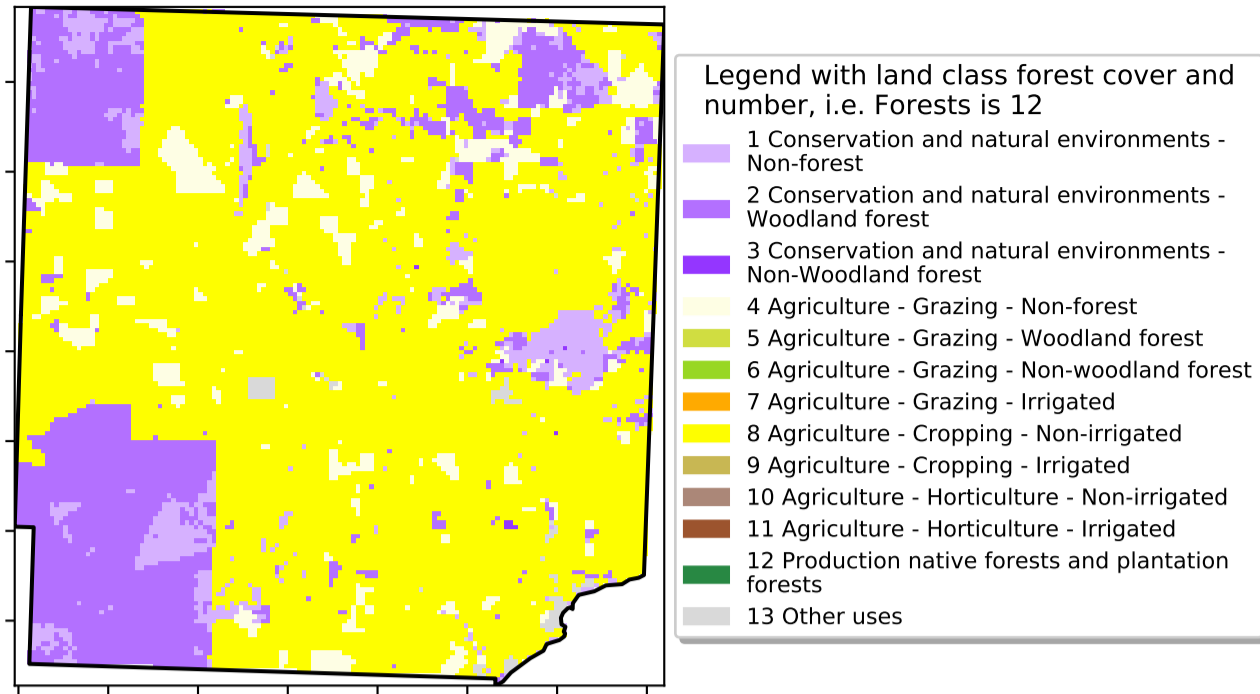 Legend with land class forest cover and
number, i.e. Forests is 12
1 Conservation and natural environments -
Non-forest
2 Conservation and natural environments -
Woodland forest
3 Conservation and natural environments -
Non-Woodland forest
4 Agriculture - Grazing - Non-forest
5 Agriculture - Grazing - Woodland forest
6 Agriculture - Grazing - Non-woodland forest
7 Agriculture - Grazing - Irrigated
8 Agriculture - Cropping - Non-irrigated
9 Agriculture - Cropping - Irrigated
10 Agriculture - Horticulture - Non-irrigated
11 Agriculture - Horticulture - Irrigated
12 Production native forests and plantation
forests
13 Other uses